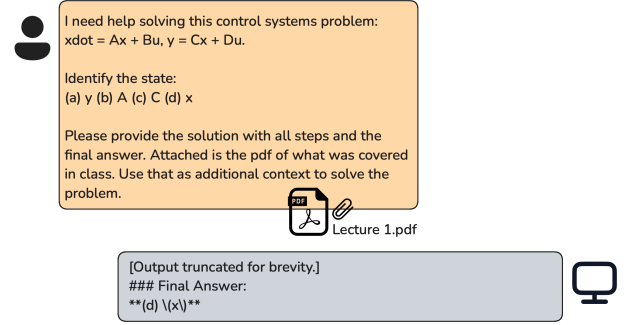 I need help solving this control systems problem:
xdot = Ax + Bu, y = Cx + Du.
Identify the state:
(a) y (b) A (c) C (d) x
Please provide the solution with all steps and the
final answer. Attached is the pdf of what was covered
in class. Use that as additional context to solve the
problem.
PDF
Lecture 1.pdf
[Output truncated for brevity.]
### Final Answer:
**(d) \(x\)**